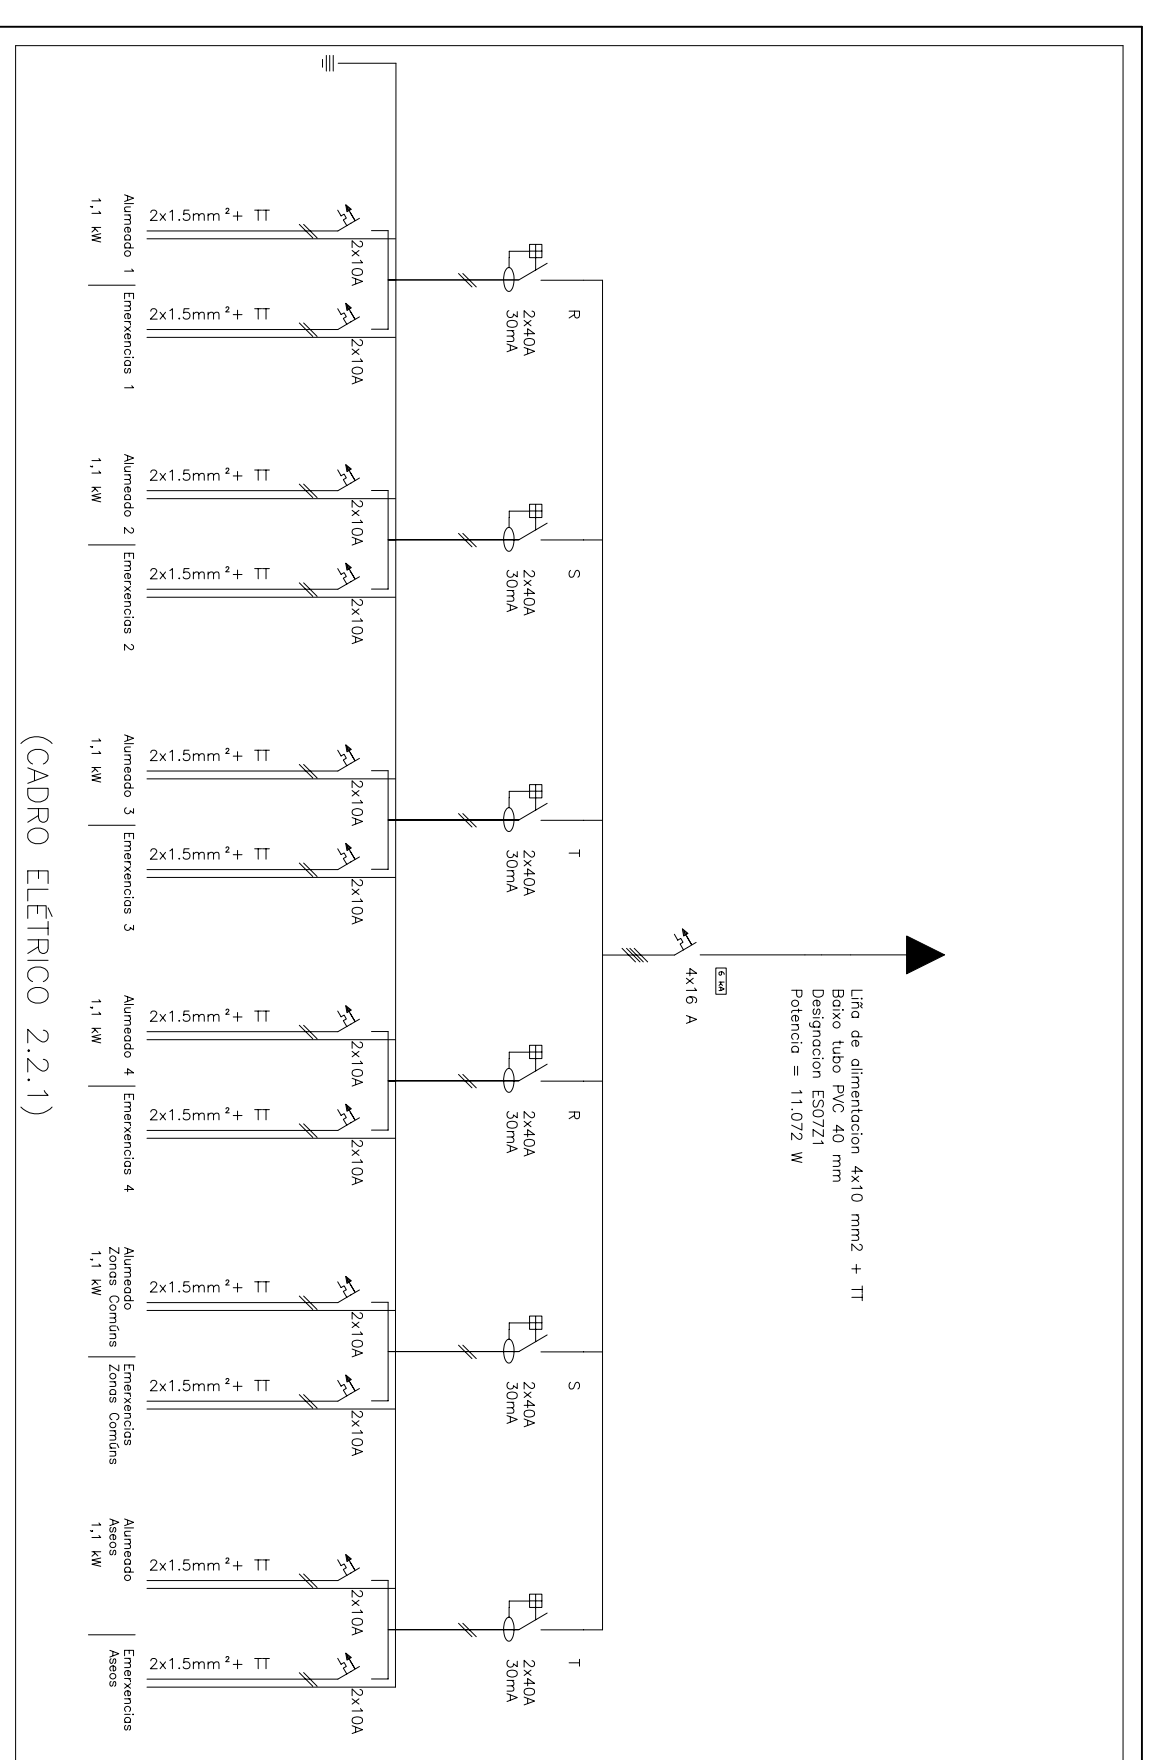 Liña de alimentacion 4x10 mm2 + TT
Baixo tubo PVC 40 mm
Designacion ES07Z1
Potencia = 11.072 W
6 kA
4x16 A
R
2x40A
30mA
S
2x40A
30mA
T
2x40A
30mA
R
2x40A
30mA
S
2x40A
30mA
T
2x40A
30mA
2x10A
2x1.5mm²+ TT
Alumeado 1
1,1 kW
2x10A
2x1.5mm²+ TT
Emerxencias 1
2x10A
2x1.5mm²+ TT
Alumeado 2
1,1 kW
2x10A
2x1.5mm²+ TT
Emerxencias 2
2x10A
2x1.5mm²+ TT
Alumeado 3
1,1 kW
2x10A
2x1.5mm²+ TT
Emerxencias 3
2x10A
2x1.5mm²+ TT
Alumeado 4
1,1 kW
2x10A
2x1.5mm²+ TT
Emerxencias 4
2x10A
2x1.5mm²+ TT
Alumeado
Zonas Comúns
1,1 kW
2x10A
2x1.5mm²+ TT
Emerxencias
Zonas Comúns
2x10A
2x1.5mm²+ TT
Alumeado
Aseos
1,1 kW
2x10A
2x1.5mm²+ TT
Emerxencias
Aseos
(CADRO ELÉTRICO 2.2.1)